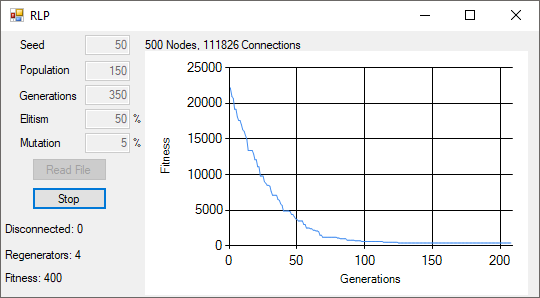 RLP
Seed 50
Population 150
Generations 350
Elitism 50 %
Mutation 5 %
Read File
Stop
Disconnected: 0
Regenerators: 4
Fitness: 400
500 Nodes, 111826 Connections
25000
20000
15000
10000
5000
0
Fitness
0 50 100 150 200
Generations